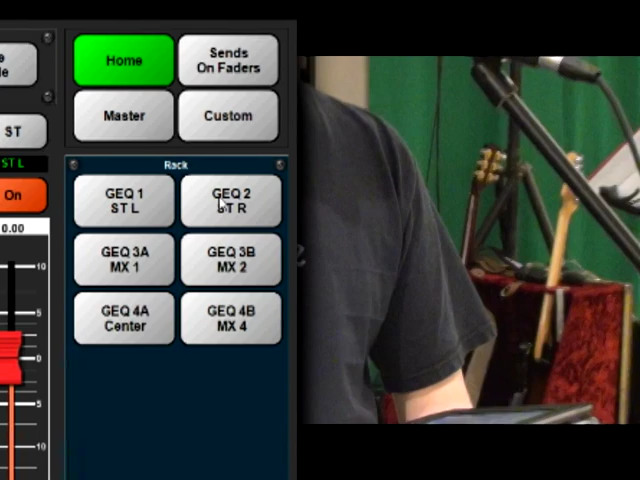 Home
Sends
On Faders
Master
Custom
ST
ST L
On
0.00
Rack
GEQ 1
ST L
GEQ 2
ST R
GEQ 3A
MX 1
GEQ 3B
MX 2
GEQ 4A
Center
GEQ 4B
MX 4
10
5
0
5
10